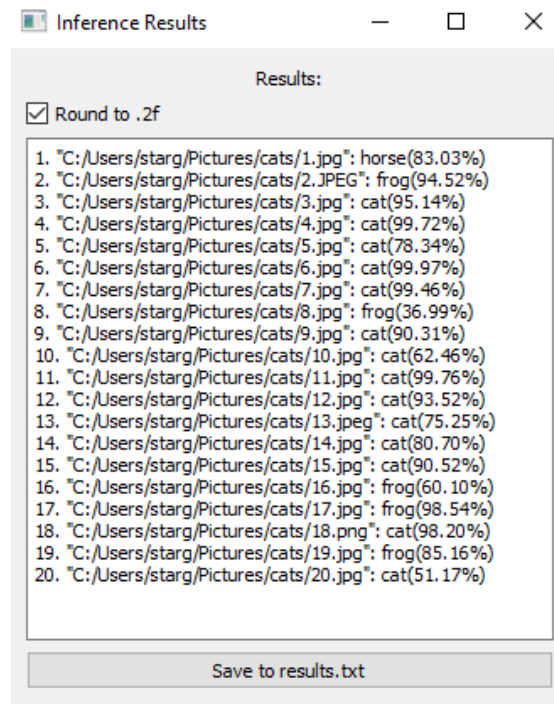 Inference Results
Results:
Round to .2f
1. "C:/Users/starg/Pictures/cats/1.jpg": horse(83.03%)
2. "C:/Users/starg/Pictures/cats/2.JPEG": frog(94.52%)
3. "C:/Users/starg/Pictures/cats/3.jpg": cat(95.14%)
4. "C:/Users/starg/Pictures/cats/4.jpg": cat(99.72%)
5. "C:/Users/starg/Pictures/cats/5.jpg": cat(78.34%)
6. "C:/Users/starg/Pictures/cats/6.jpg": cat(99.97%)
7. "C:/Users/starg/Pictures/cats/7.jpg": cat(99.46%)
8. "C:/Users/starg/Pictures/cats/8.jpg": frog(36.99%)
9. "C:/Users/starg/Pictures/cats/9.jpg": cat(90.31%)
10. "C:/Users/starg/Pictures/cats/10.jpg": cat(62.46%)
11. "C:/Users/starg/Pictures/cats/11.jpg": cat(99.76%)
12. "C:/Users/starg/Pictures/cats/12.jpg": cat(93.52%)
13. "C:/Users/starg/Pictures/cats/13.jpeg": cat(75.25%)
14. "C:/Users/starg/Pictures/cats/14.jpg": cat(80.70%)
15. "C:/Users/starg/Pictures/cats/15.jpg": cat(90.52%)
16. "C:/Users/starg/Pictures/cats/16.jpg": frog(60.10%)
17. "C:/Users/starg/Pictures/cats/17.jpg": frog(98.54%)
18. "C:/Users/starg/Pictures/cats/18.png": cat(98.20%)
19. "C:/Users/starg/Pictures/cats/19.jpg": frog(85.16%)
20. "C:/Users/starg/Pictures/cats/20.jpg": cat(51.17%)
Save to results.txt